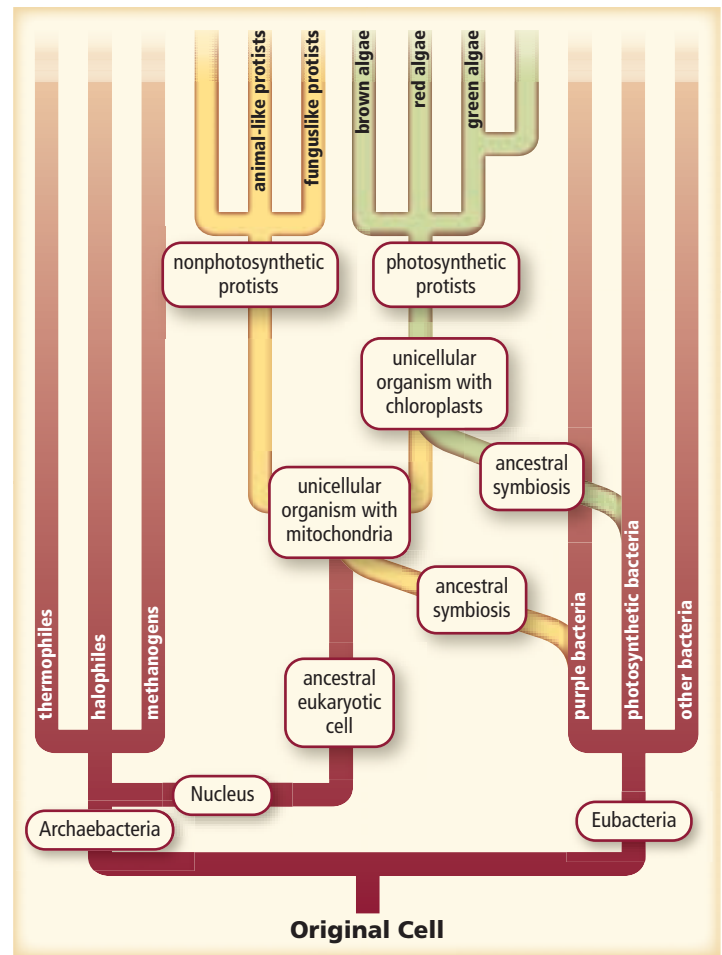 animal-like protists
funguslike protists
brown algae
red algae
green algae
nonphotosynthetic
protists
photosynthetic
protists
unicellular
organism with
chloroplasts
ancestral
symbiosis
unicellular
organism with
mitochondria
ancestral
symbiosis
thermophiles
halophiles
methanogens
purple bacteria
photosynthetic bacteria
other bacteria
ancestral
eukaryotic
cell
Nucleus
Archaebacteria
Eubacteria
Original Cell